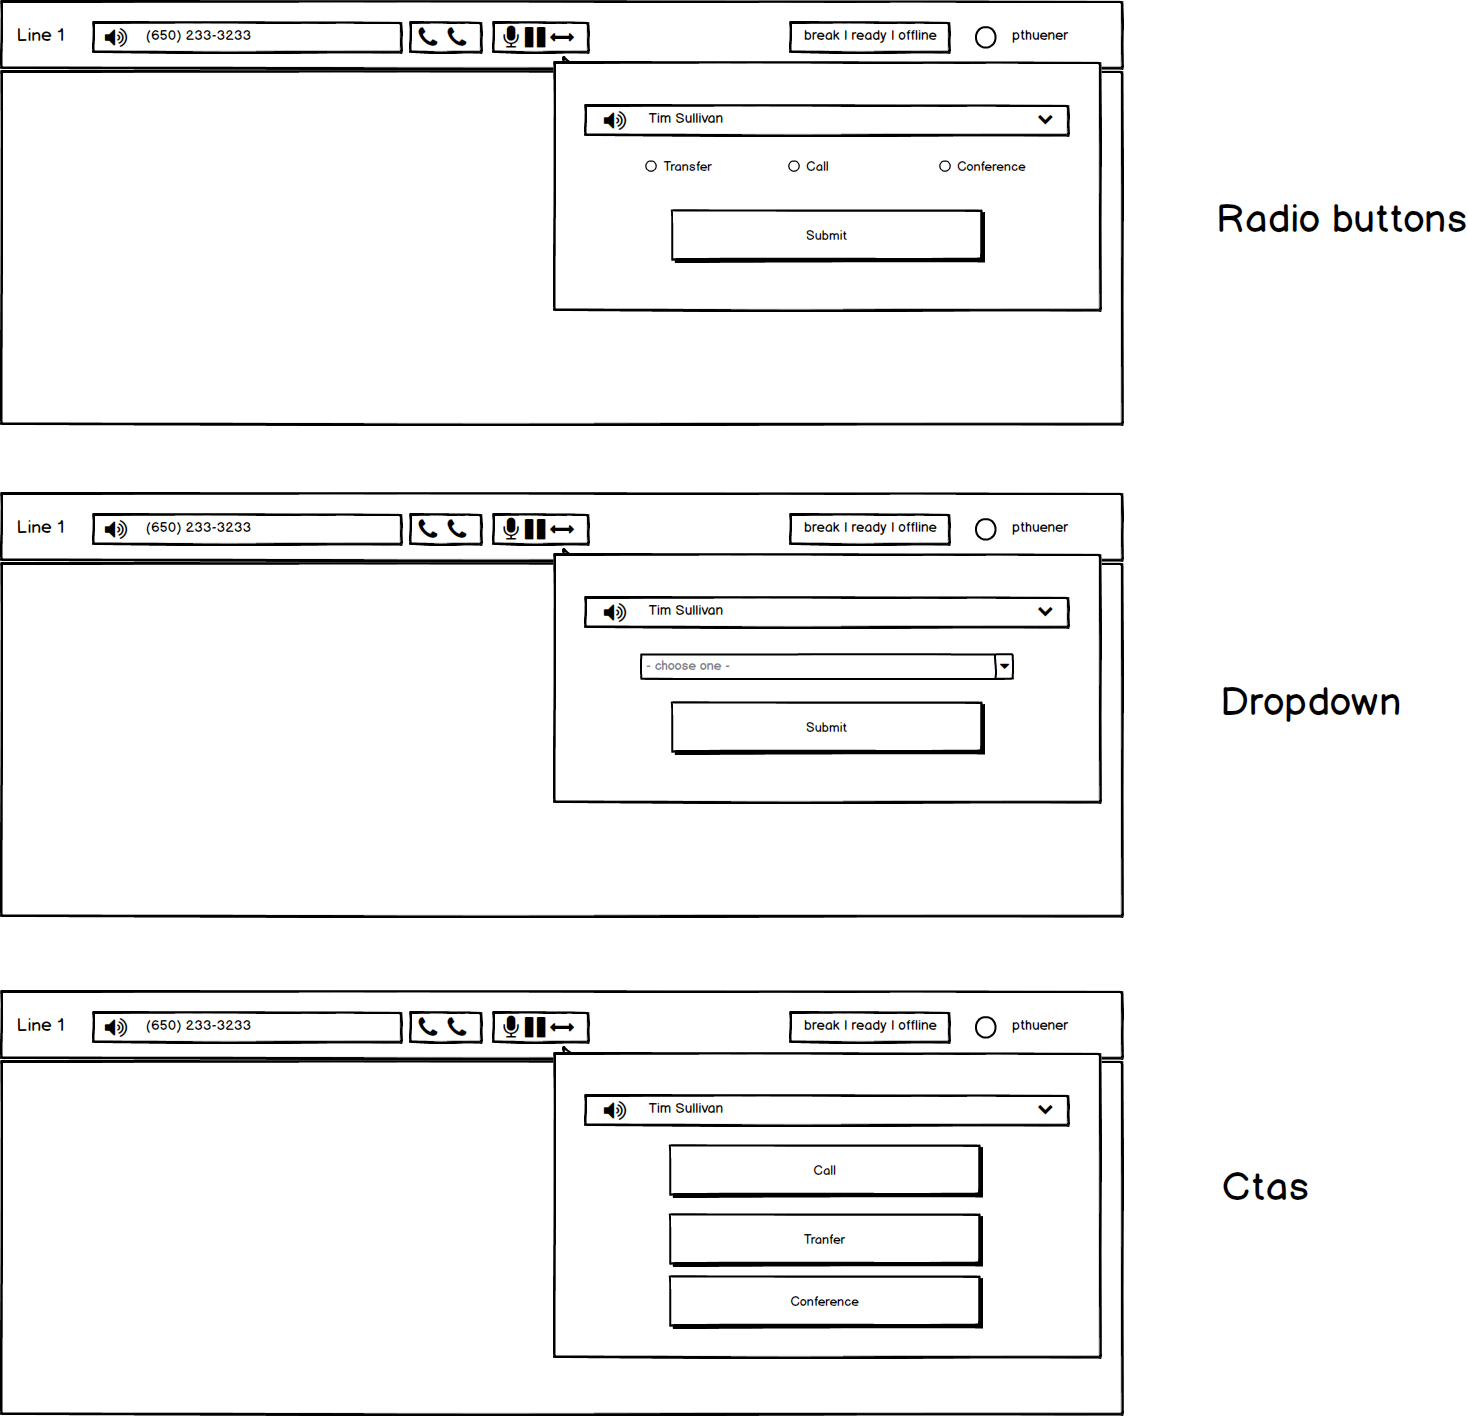 Line 1 (650) 233-3233 break | ready | offline pthuener
Tim Sullivan
Transfer Call Conference
Radio buttons
Submit
Line 1 (650) 233-3233 break | ready | offline pthuener
Tim Sullivan
- choose one -
Dropdown
Submit
Line 1 (650) 233-3233 break | ready | offline pthuener
Tim Sullivan
Call
Ctas
Tranfer
Conference